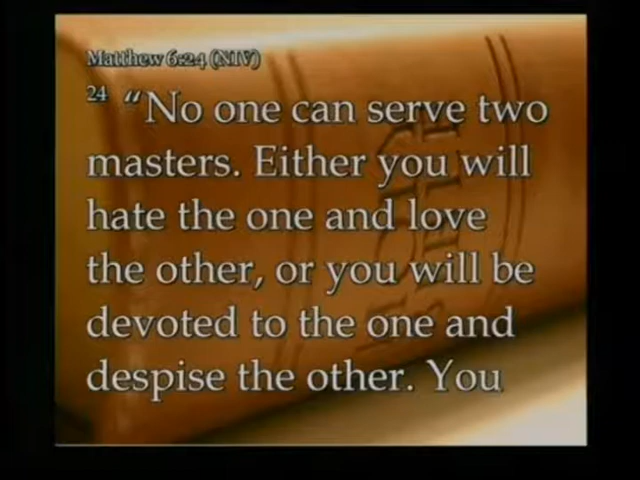 Matthew 6:24 (NIV)
24 “No one can serve two
masters. Either you will
hate the one and love
the other, or you will be
devoted to the one and
despise the other. You